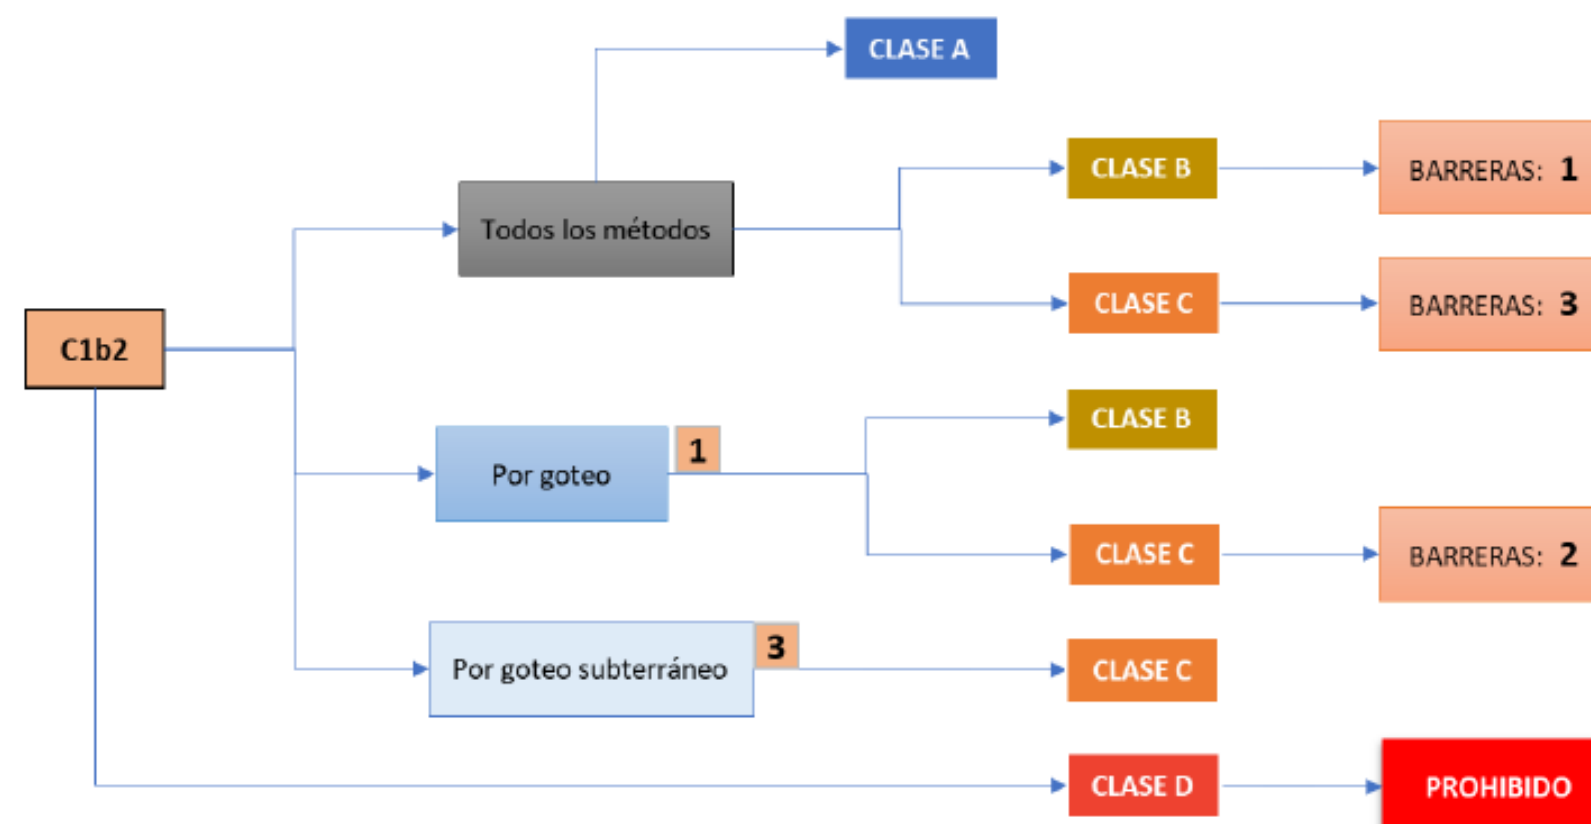 CLASE A
CLASE B
BARRERAS: 1
Todos los métodos
CLASE C
BARRERAS: 3
C1b2
CLASE B
1
Por goteo
CLASE C
BARRERAS: 2
3
Por goteo subterráneo
CLASE C
CLASE D
PROHIBIDO